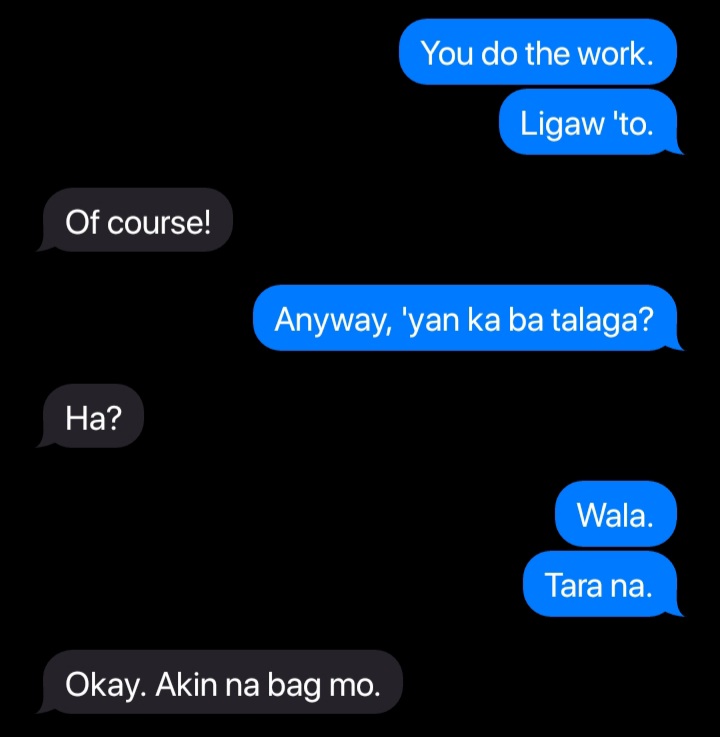 You do the work.
Ligaw 'to.
Of course!
Anyway, 'yan ka ba talaga?
Ha?
Wala.
Tara na.
Okay. Akin na bag mo.